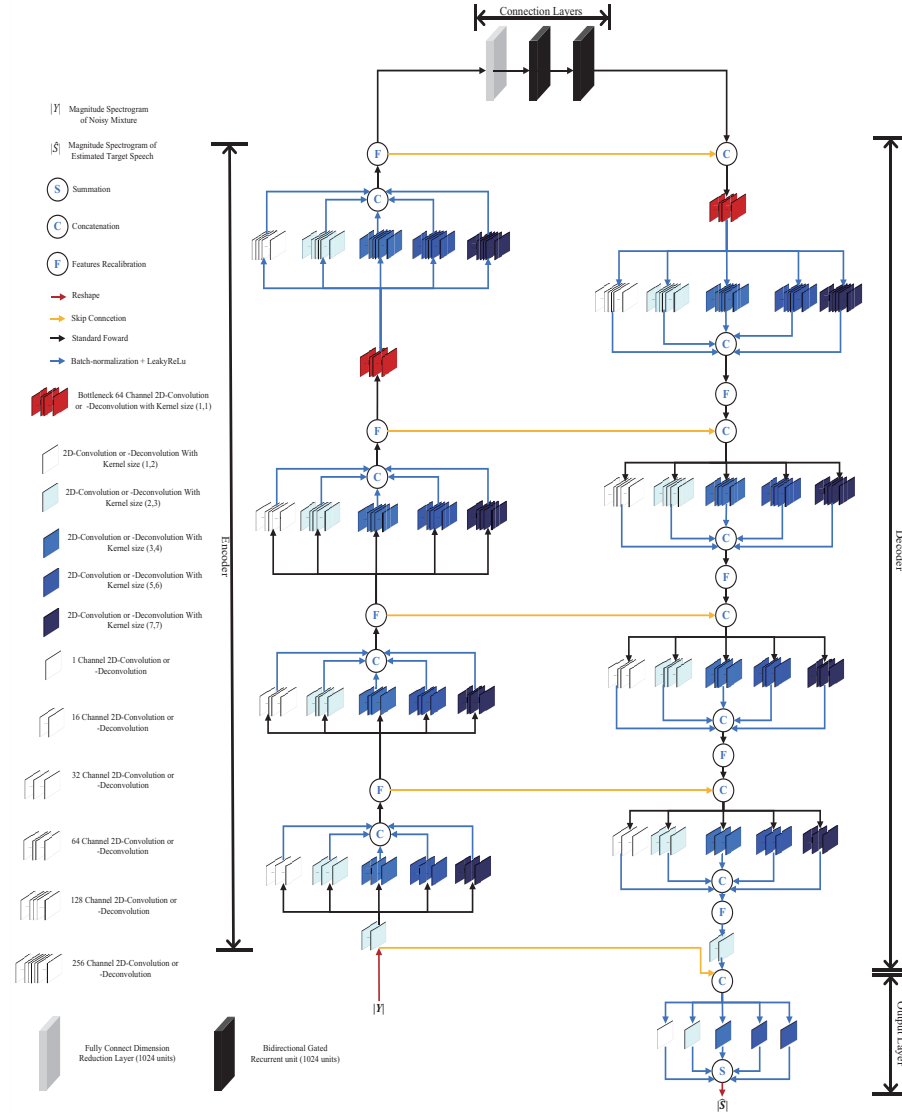 Connection Layers
|Y| Magnitude Spectrogram
of Noisy Mixture
|Ŝ| Magnitude Spectrogram of
Estimated Target Speech
S Summation
C Concatenation
F Features Recalibration
Reshape
Skip Conncetion
Standard Foward
Batch-normalization + LeakyReLu
Bottleneck 64 Channel 2D-Convolution
or -Deconvolution with Kernel size (1,1)
2D-Convolution or -Deconvolution With
Kernel size (1,2)
2D-Convolution or -Deconvolution With
Kernel size (2,3)
2D-Convolution or -Deconvolution With
Kernel size (3,4)
2D-Convolution or -Deconvolution With
Kernel size (5,6)
2D-Convolution or -Deconvolution With
Kernel size (7,7)
1 Channel 2D-Convolution or
-Deconvolution
16 Channel 2D-Convolution or
-Deconvolution
32 Channel 2D-Convolution or
-Deconvolution
64 Channel 2D-Convolution or
-Deconvolution
128 Channel 2D-Convolution or
-Deconvolution
256 Channel 2D-Convolution or
-Deconvolution
Fully Connect Dimension
Reduction Layer (1024 units)
Bidirectional Gated
Recurrent unit (1024 units)
Encoder
F
C
F
C
F
C
F
C
|Y|
C
C
F
C
C
F
C
C
F
C
C
F
C
S
|Ŝ|
Decoder
Output Layer